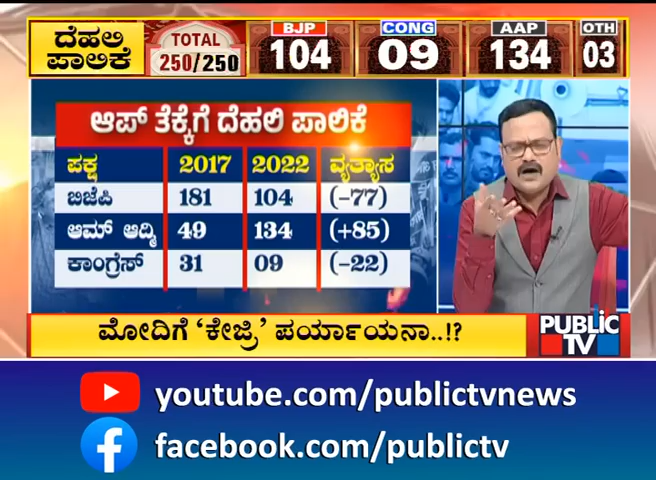 ದೆಹಲಿ ಪಾಲಿಕೆ
TOTAL 250/250
BJP 104
CONG 09
AAP 134
OTH 03
ಆಪ್ ತೆಕ್ಕೆಗೆ ದೆಹಲಿ ಪಾಲಿಕೆ
ಪಕ್ಷ 2017 2022 ವ್ಯತ್ಯಾಸ
ಬಿಜೆಪಿ 181 104 (-77)
ಆಮ್ ಆದ್ಮಿ 49 134 (+85)
ಕಾಂಗ್ರೆಸ್ 31 09 (-22)
ಮೋದಿಗೆ ‘ಕೇಜ್ರಿ’ ಪರ್ಯಾಯನಾ..!?
PUBLIC TV
youtube.com/publictvnews
facebook.com/publictv